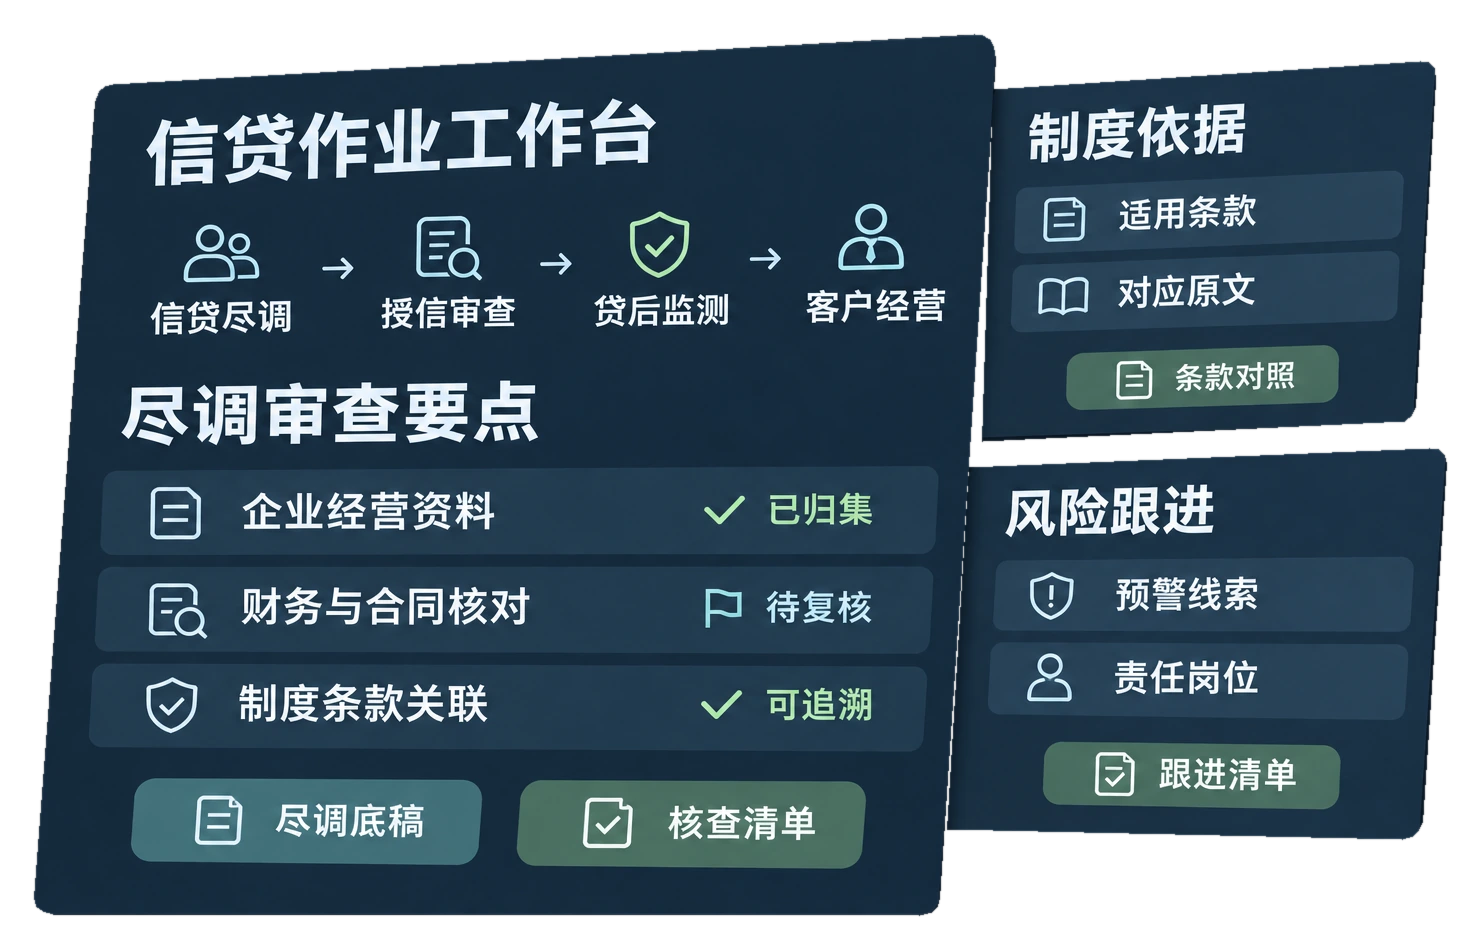 信贷作业工作台
信贷尽调 → 授信审查 → 贷后监测 → 客户经营
尽调审查要点
企业经营资料 已归集
财务与合同核对 待复核
制度条款关联 可追溯
尽调底稿 核查清单
制度依据
适用条款
对应原文
条款对照
风险跟进
预警线索
责任岗位
跟进清单